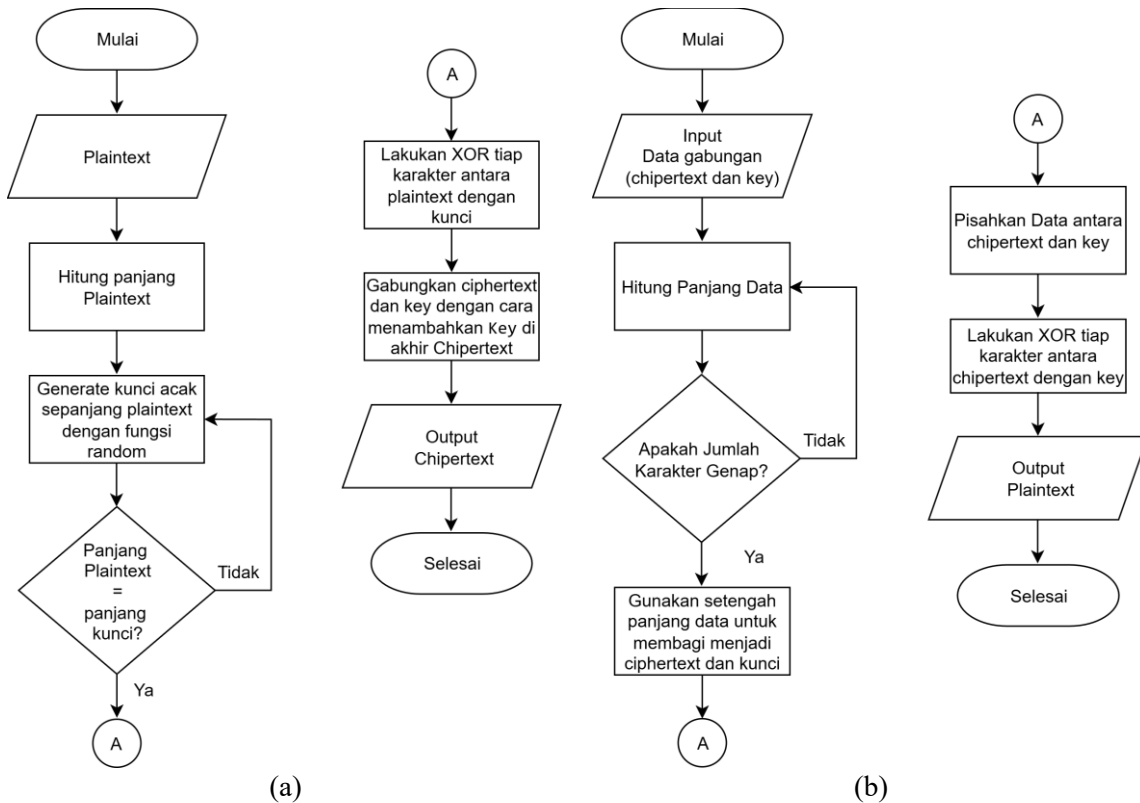 Mulai
Plaintext
Hitung panjang
Plaintext
Generate kunci acak
sepanjang plaintext
dengan fungsi
random
Panjang
Plaintext
=
panjang
kunci?
Tidak
Ya
A
A
Lakukan XOR tiap
karakter antara
plaintext dengan
kunci
Gabungkan ciphertext
dan key dengan cara
menambahkan Key di
akhir Chipertext
Output
Chipertext
Selesai
(a)
Mulai
Input
Data gabungan
(chipertext dan key)
Hitung Panjang Data
Apakah Jumlah
Karakter Genap?
Tidak
Ya
Gunakan setengah
panjang data untuk
membagi menjadi
ciphertext dan kunci
A
A
Pisahkan Data antara
chipertext dan key
Lakukan XOR tiap
karakter antara
chipertext dengan key
Output
Plaintext
Selesai
(b)